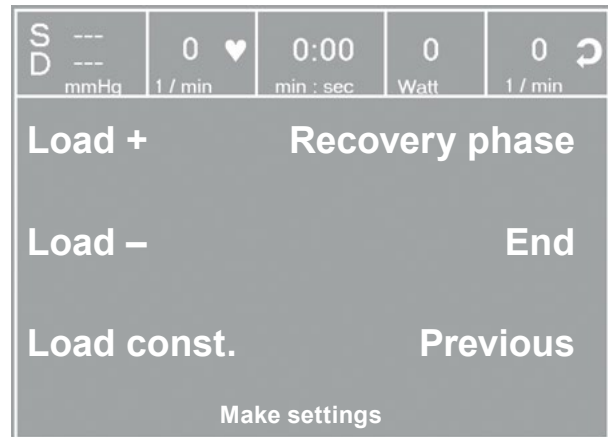 S --- 0 ♥ 0:00 0 0
D ---
mmHg 1 / min min : sec Watt 1 / min
Load + Recovery phase
Load – End
Load const. Previous
Make settings